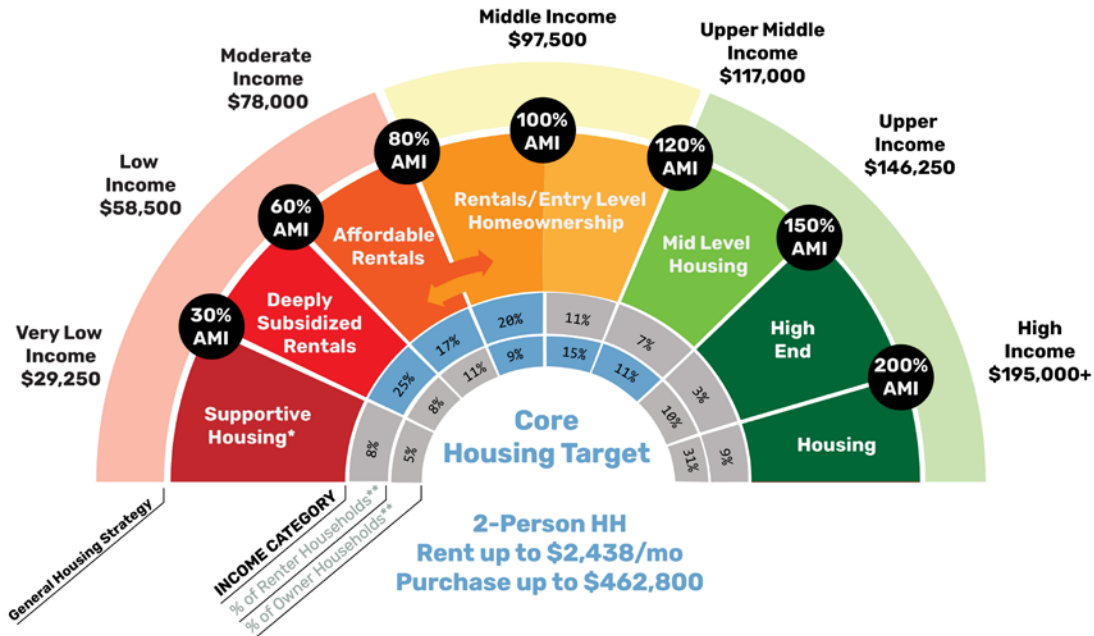 Middle Income
$97,500
Upper Middle
Income
$117,000
Moderate
Income
$78,000
Upper
Income
$146,250
Low
Income
$58,500
Very Low
Income
$29,250
High
Income
$195,000+
30%
AMI
60%
AMI
80%
AMI
100%
AMI
120%
AMI
150%
AMI
200%
AMI
Supportive
Housing*
Deeply
Subsidized
Rentals
Affordable
Rentals
Rentals/Entry Level
Homeownership
Mid Level
Housing
High
End
Housing
8%
25%
17%
20%
11%
7%
3%
9%
5%
8%
11%
9%
15%
11%
10%
31%
Core
Housing Target
2-Person HH
Rent up to $2,438/mo
Purchase up to $462,800
General Housing Strategy
INCOME CATEGORY
% of Renter Households**
% of Owner Households**